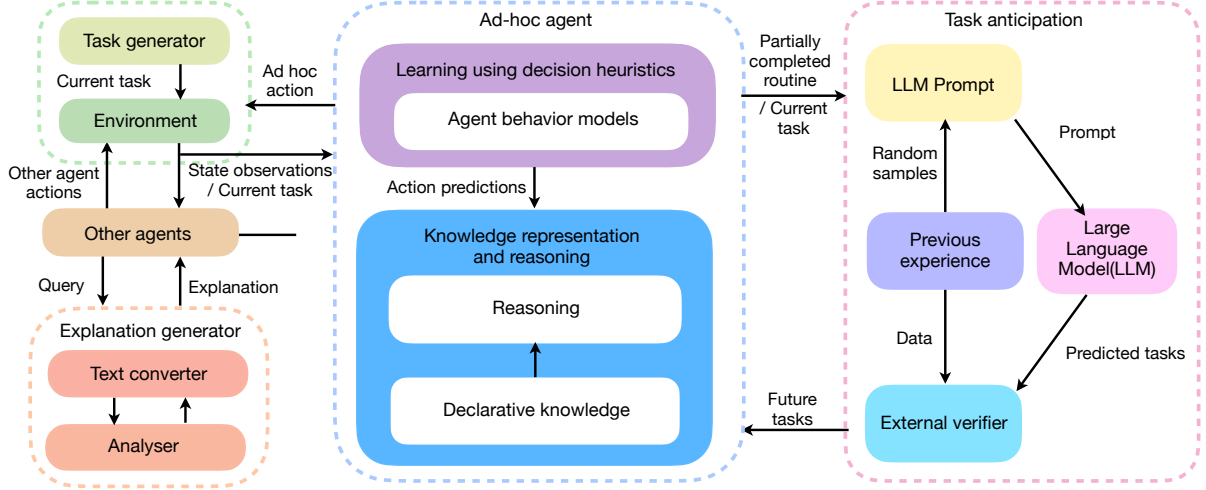 Task generator
Current task
Environment
Ad hoc
action
Other agent
actions
State observations
/ Current task
Other agents
Query
Explanation
Explanation generator
Text converter
Analyser
Ad-hoc agent
Learning using decision heuristics
Agent behavior models
Action predictions
Knowledge representation
and reasoning
Reasoning
Declarative knowledge
Partially
completed
routine
/ Current
task
Future
tasks
Task anticipation
LLM Prompt
Prompt
Random
samples
Previous
experience
Large
Language
Model(LLM)
Data
Predicted tasks
External verifier